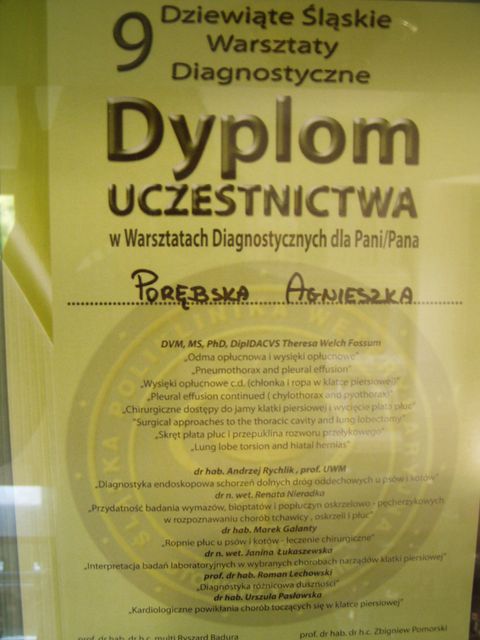 9
Dziewiąte Śląskie
Warsztaty
Diagnostyczne
Dyplom
UCZESTNICTWA
w Warsztatach Diagnostycznych dla Pani/Pana
PORĘBSKA AGNIESZKA
DVM, MS, PhD, DiplDACVS Theresa Welch Fossum
„Odma opłucnowa i wysięki opłucnowe”
„Pneumothorax and pleural effusion”
„Wysięki opłucnowe c.d. (chłonka i ropa w klatce piersiowej)”
„Pleural effusion continued ( chylothorax and pyothorax)”
„Chirurgiczne dostępy do jamy klatki piersiowej i wycięcie płata płuc”
"Surgical approaches to the thoracic cavity and lung lobectomy”
„Skręt płata płuc i przepuklina rozworu przełykowego”
„Lung lobe torsion and hiatal hernias”
dr hab. Andrzej Rychlik , prof. UWM
„Diagnostyka endoskopowa schorzeń dolnych dróg oddechowych u psów i kotów”
dr n. wet. Renata Nieradka
„Przydatność badania wymazów, bioptatów i popłuczyn oskrzelowo - pęcherzykowych
w rozpoznawaniu chorób tchawicy , oskrzeli i płuc”
dr hab. Marek Galanty
„Ropnie płuc u psów i kotów - leczenie chirurgiczne”
dr n. wet. Janina Łukaszewska
„Interpretacja badań laboratoryjnych w wybranych chorobach narządów klatki piersiowej”
prof. dr hab. Roman Lechowski
„Diagnostyka różnicowa duszności”
dr hab. Urszula Pasławska
„Kardiologiczne powikłania chorób toczących się w klatce piersiowej”
prof. dr hab. dr h.c. multi Ryszard Badura
prof. dr hab. dr h.c. Zbigniew Pomorski